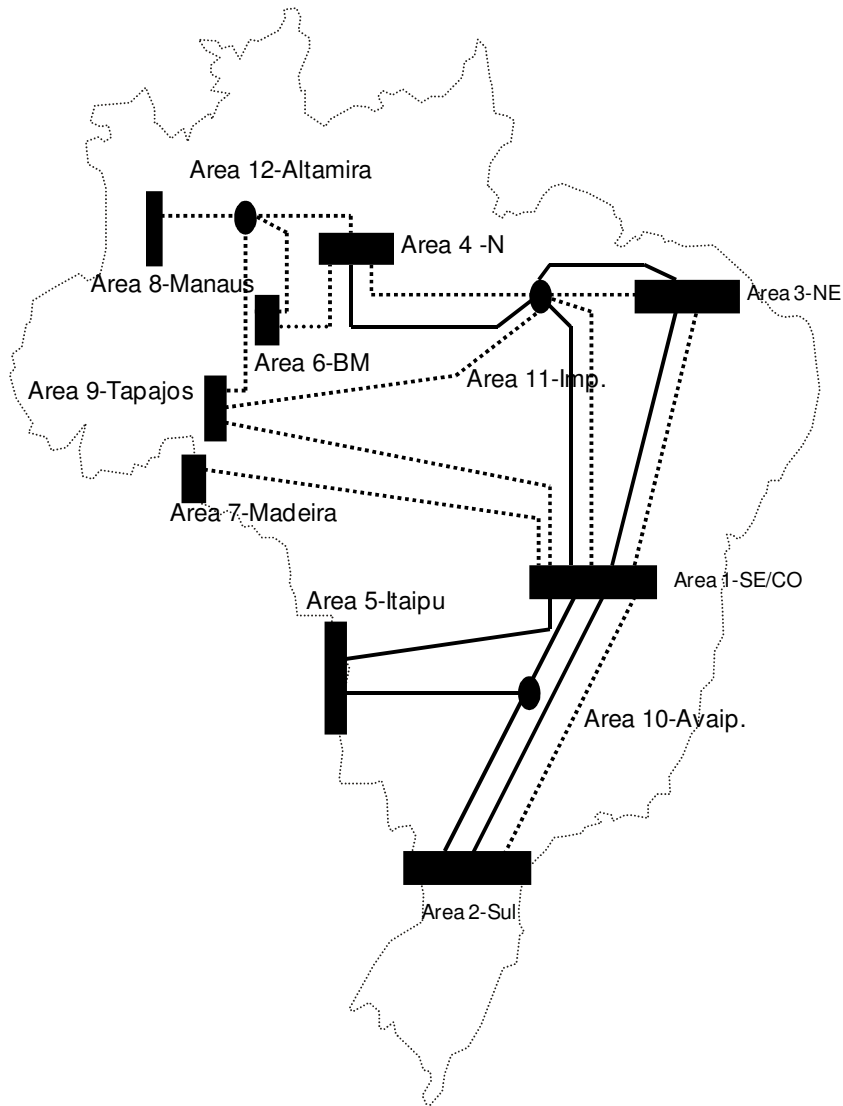 Area 12-Altamira
Area 4 -N
Area 8-Manaus
Area 3-NE
Area 6-BM
Area 11-Imp.
Area 9-Tapajos
Area 7-Madeira
Area 1-SE/CO
Area 5-Itaipu
Area 10-Avaip.
Area 2-Sul